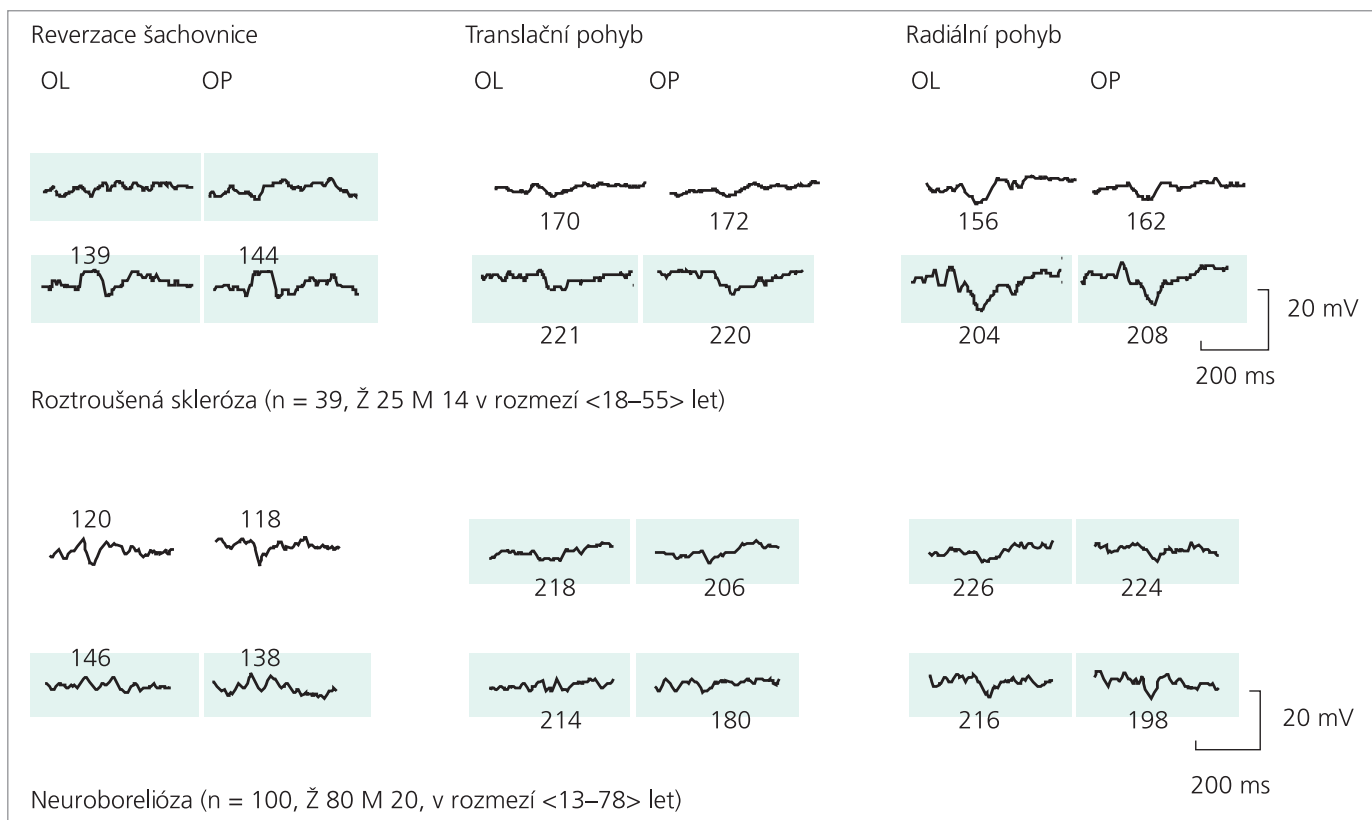 Reverzace šachovnice Translační pohyb Radiální pohyb
OL OP OL OP OL OP
170 172 156 162
139 144
221 220 204 208
20 mV
200 ms
Roztroušená skleróza (n = 39, Ž 25 M 14 v rozmezí <18–55> let)
120 118
218 206 226 224
146 138
214 180 216 198
20 mV
200 ms
Neuroborelióza (n = 100, Ž 80 M 20, v rozmezí <13–78> let)